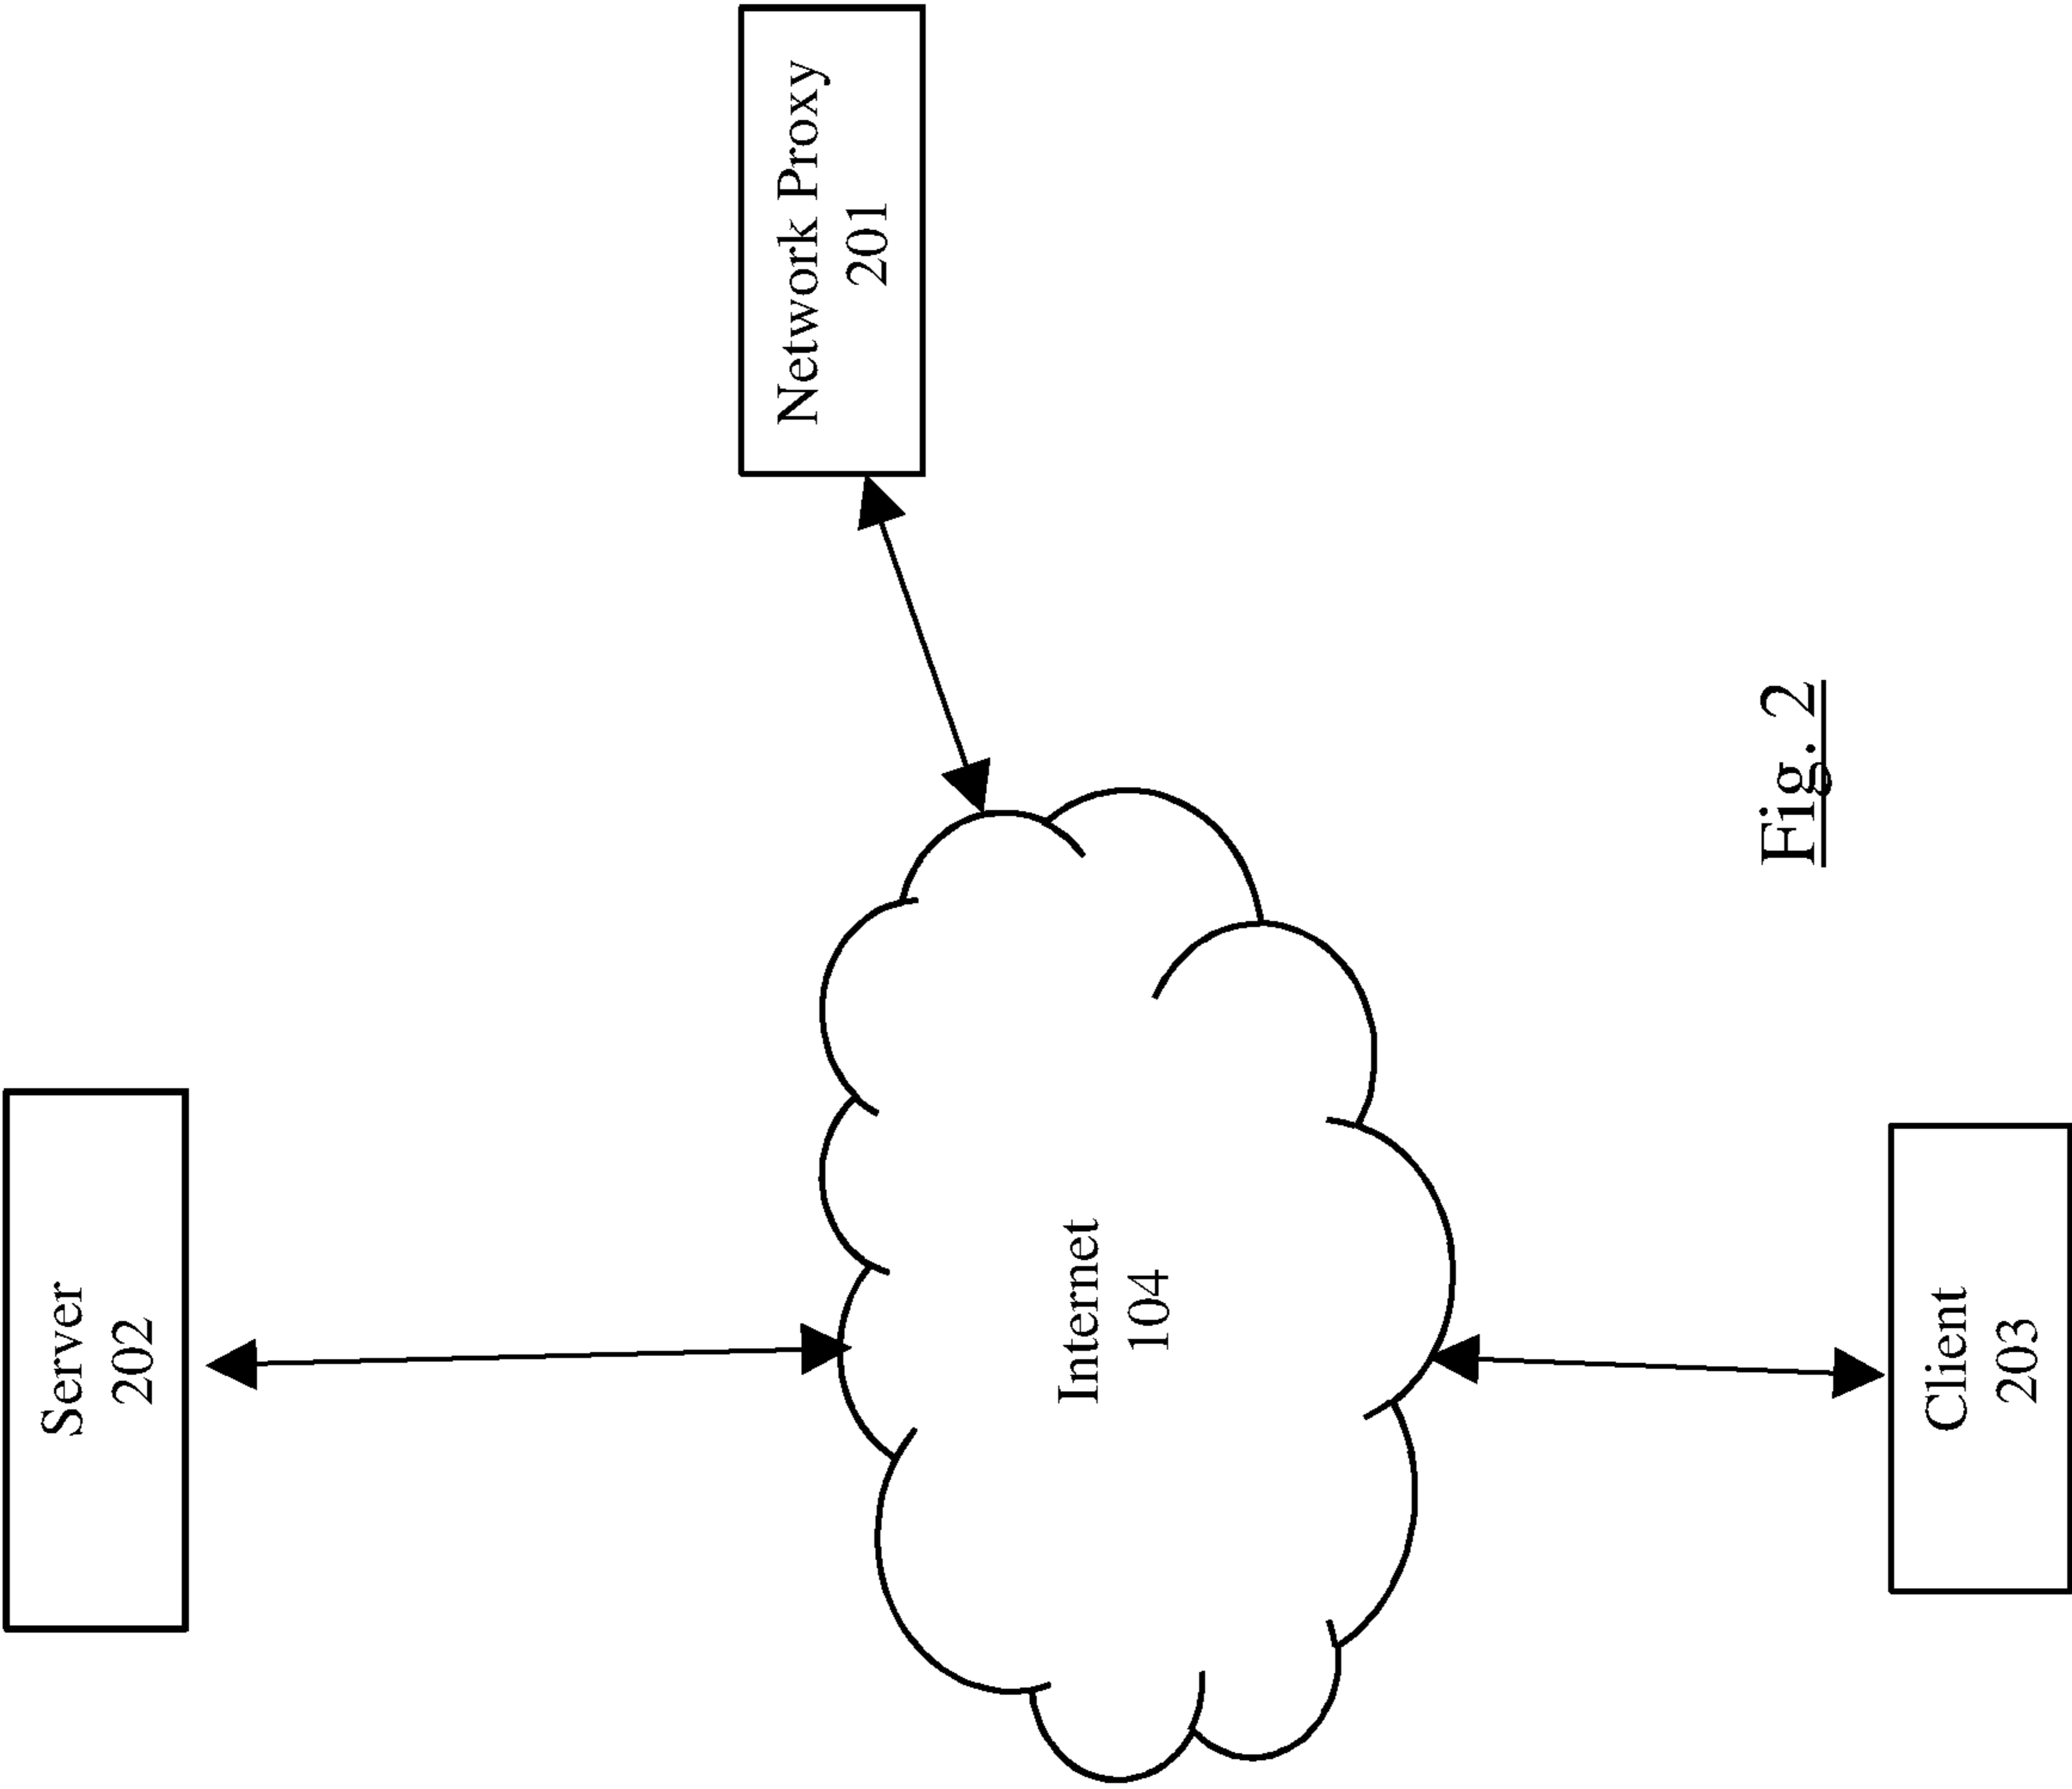 Server
202
Network Proxy
201
Internet
104
Client
203
Fig. 2